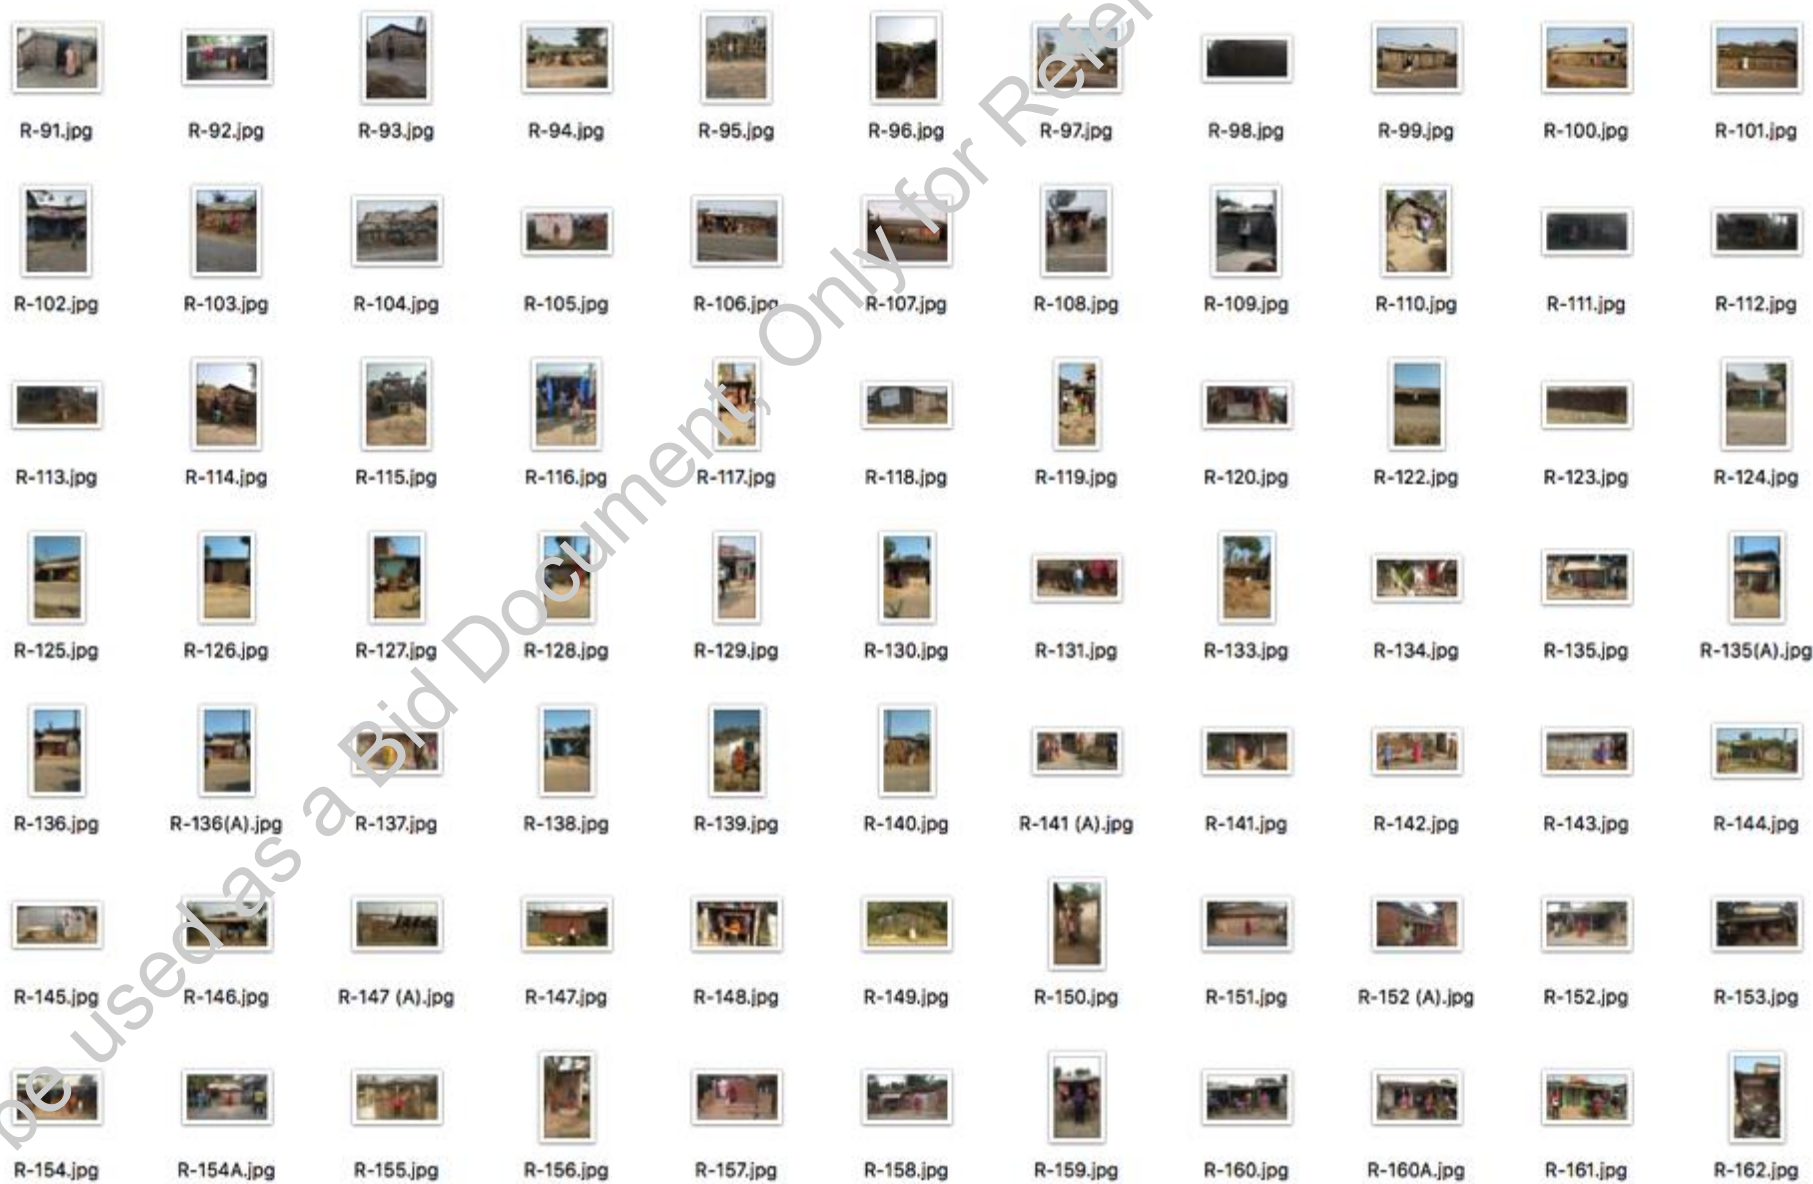 R-91.jpg R-92.jpg R-93.jpg R-94.jpg R-95.jpg R-96.jpg R-97.jpg R-98.jpg R-99.jpg R-100.jpg R-101.jpg
R-102.jpg R-103.jpg R-104.jpg R-105.jpg R-106.jpg R-107.jpg R-108.jpg R-109.jpg R-110.jpg R-111.jpg R-112.jpg
R-113.jpg R-114.jpg R-115.jpg R-116.jpg R-117.jpg R-118.jpg R-119.jpg R-120.jpg R-122.jpg R-123.jpg R-124.jpg
R-125.jpg R-126.jpg R-127.jpg R-128.jpg R-129.jpg R-130.jpg R-131.jpg R-133.jpg R-134.jpg R-135.jpg R-135(A).jpg
R-136.jpg R-136(A).jpg R-137.jpg R-138.jpg R-139.jpg R-140.jpg R-141 (A).jpg R-141.jpg R-142.jpg R-143.jpg R-144.jpg
R-145.jpg R-146.jpg R-147 (A).jpg R-147.jpg R-148.jpg R-149.jpg R-150.jpg R-151.jpg R-152 (A).jpg R-152.jpg R-153.jpg
R-154.jpg R-154A.jpg R-155.jpg R-156.jpg R-157.jpg R-158.jpg R-159.jpg R-160.jpg R-160A.jpg R-161.jpg R-162.jpg
be used as a Bid Document, Only for Refer